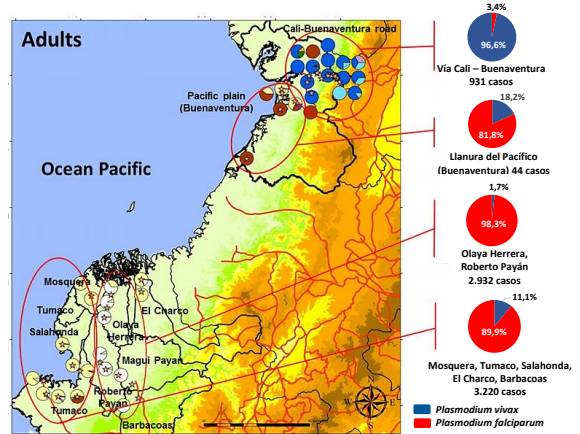 Adults
Cali-Buenaventura road
Pacific plain
(Buenaventura)
Ocean Pacific
Mosquera
Tumaco
Salahonda
El Charco
Olaya
Herrera
Magui Payan
Roberto
Payán
Tumaco
Barbacoas
N
W
E
S
3,4%
96,6%
Vía Cali – Buenaventura
931 casos
18,2%
81,8%
Llanura del Pacífico
(Buenaventura) 44 casos
1,7%
98,3%
Olaya Herrera,
Roberto Payán
2.932 casos
11,1%
89,9%
Mosquera, Tumaco, Salahonda,
El Charco, Barbacoas
3.220 casos
Plasmodium vivax
Plasmodium falciparum